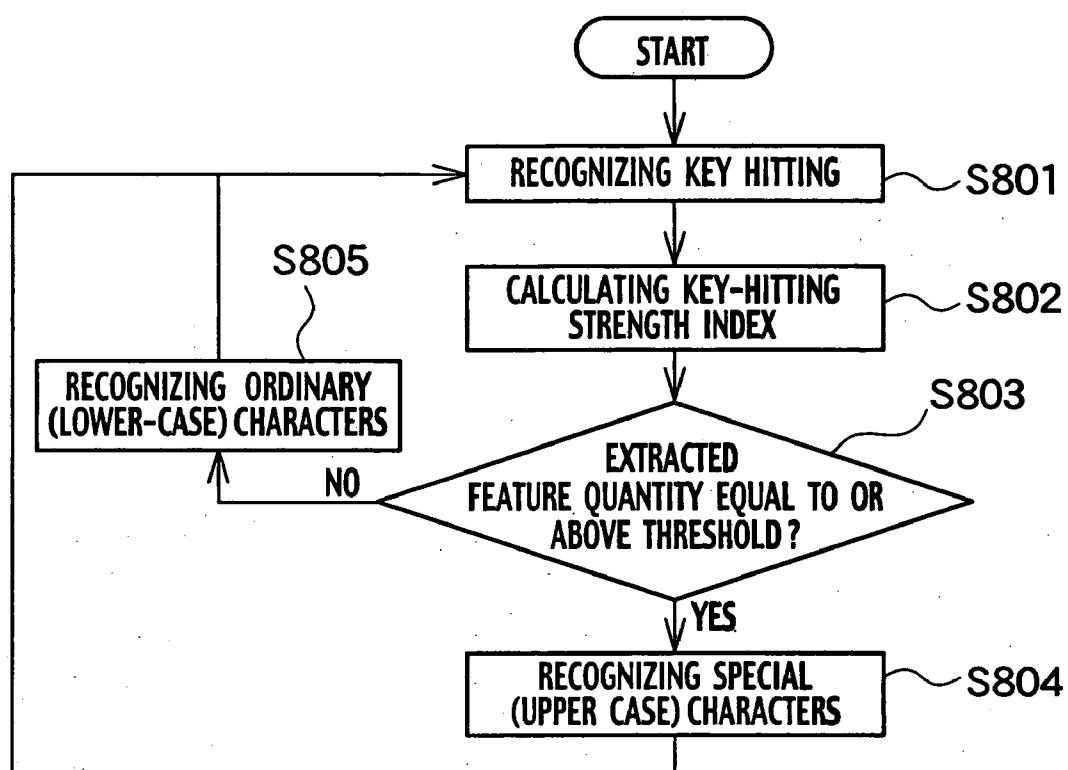 START
RECOGNIZING KEY HITTING
S801
CALCULATING KEY-HITTING
STRENGTH INDEX
S802
S805
RECOGNIZING ORDINARY
(LOWER-CASE) CHARACTERS
S803
EXTRACTED
FEATURE QUANTITY EQUAL TO OR
ABOVE THRESHOLD?
NO
YES
RECOGNIZING SPECIAL
(UPPER CASE) CHARACTERS
S804